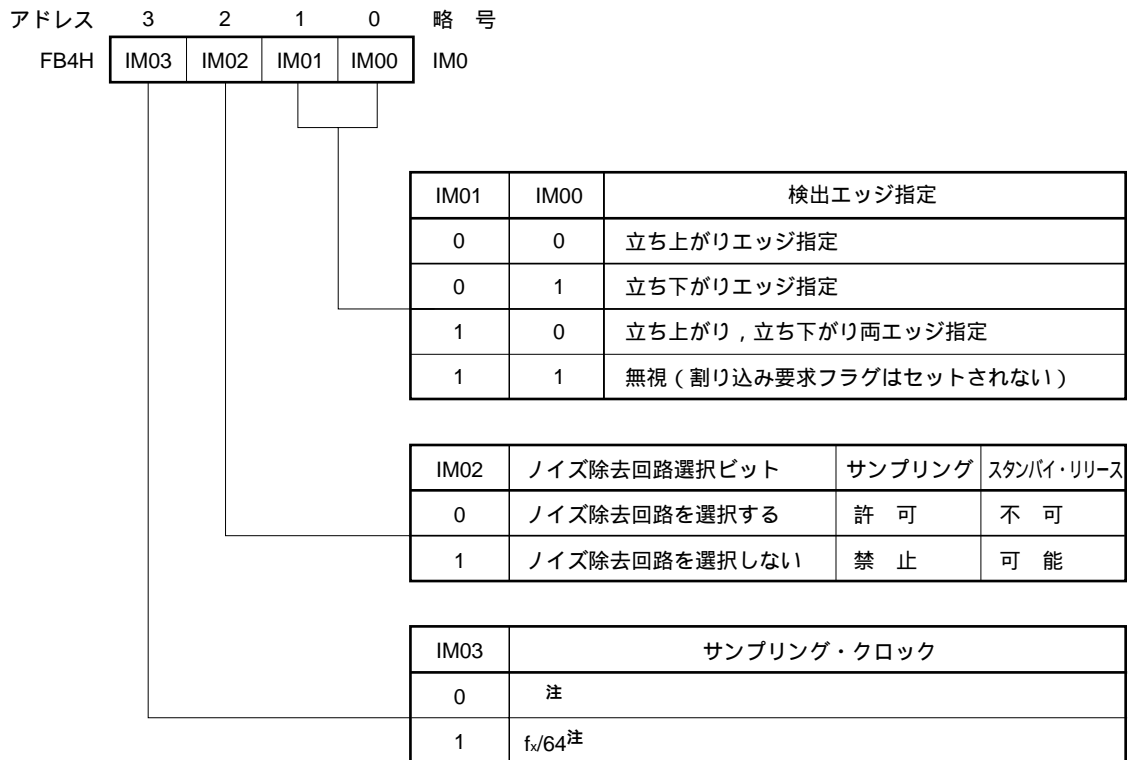 アドレス 3 2 1 0 略 号
FB4H IM03 IM02 IM01 IM00 IM0
IM01 IM00 検出エッジ指定
0 0 立ち上がりエッジ指定
0 1 立ち下がりエッジ指定
1 0 立ち上がり，立ち下がり両エッジ指定
1 1 無視（割り込み要求フラグはセットされない）
IM02 ノイズ除去回路選択ビット サンプリング スタンバイ・リリース
0 ノイズ除去回路を選択する 許 可 不 可
1 ノイズ除去回路を選択しない 禁 止 可 能
IM03 サンプリング・クロック
0 注
1 fx/64注